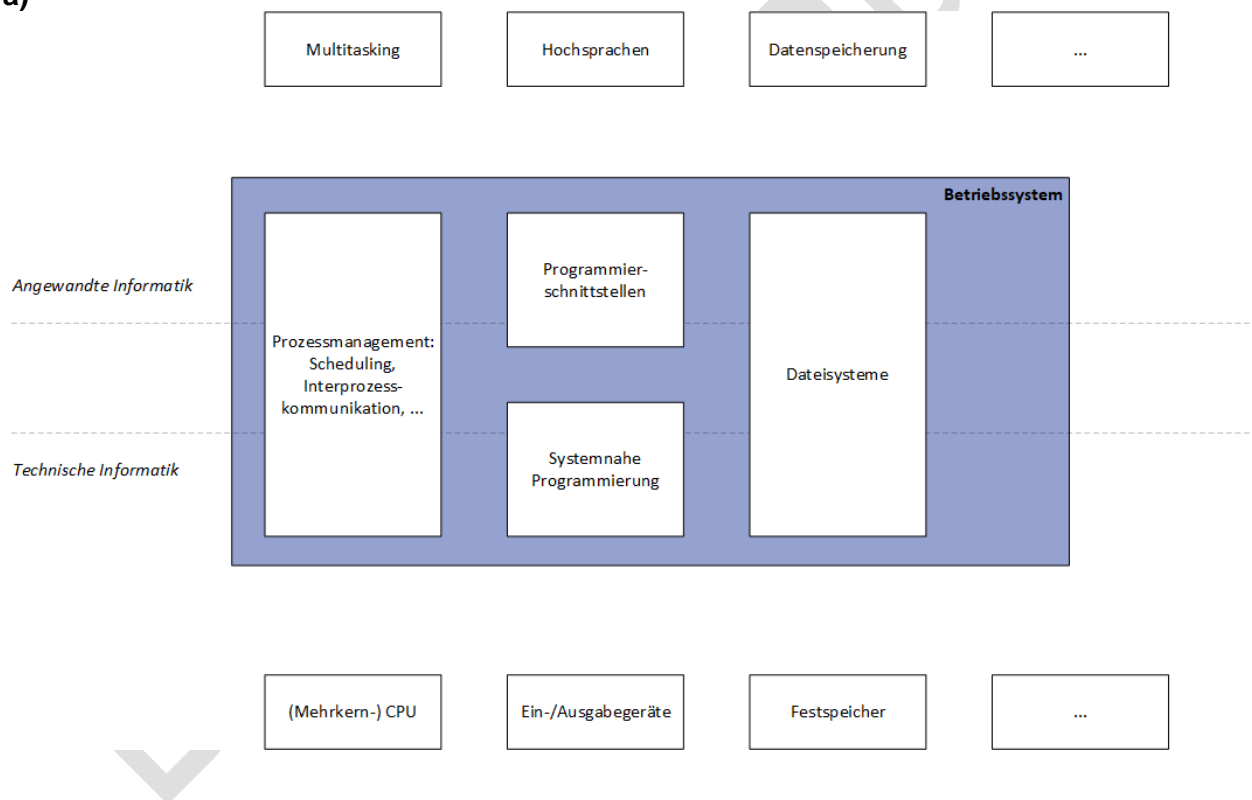 a)
Multitasking
Hochsprachen
Datenspeicherung
...
Betriebssystem
Angewandte Informatik
Programmier-
schnittstellen
Prozessmanagement:
Scheduling,
Interprozess-
kommunikation, ...
Dateisysteme
Technische Informatik
Systemnahe
Programmierung
(Mehrkern-) CPU
Ein-/Ausgabegeräte
Festspeicher
...